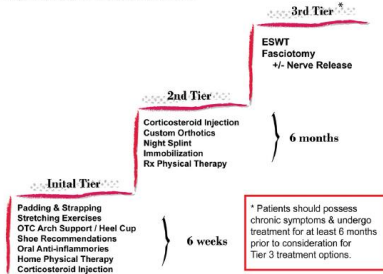 3rd Tier *
ESWT
Fasciotomy
+/- Nerve Release
2nd Tier
Corticosteroid Injection
Custom Orthotics
Night Splint
Immobilization
Rx Physical Therapy
6 months
Inital Tier
Padding & Strapping
Stretching Exercises
OTC Arch Support / Heel Cup
Shoe Recommendations
Oral Anti-inflammories
Home Physical Therapy
Corticosteroid Injection
6 weeks
* Patients should possess
chronic symptoms & undergo
treatment for at least 6 months
prior to consideration for
Tier 3 treatment options.